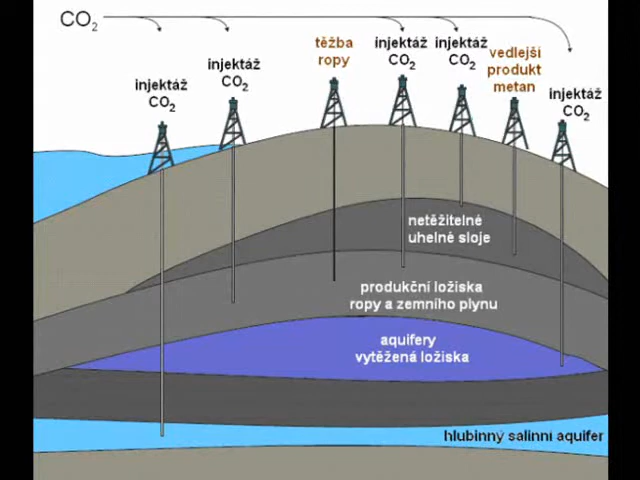 CO₂
injektáž
CO₂
injektáž
CO₂
těžba
ropy
injektáž
CO₂
injektáž
CO₂
vedlejší
produkt
metan
injektáž
CO₂
netěžitelné
uhelné sloje
produkční ložiska
ropy a zemního plynu
aquifery
vytěžená ložiska
hlubinný salinní aquifer